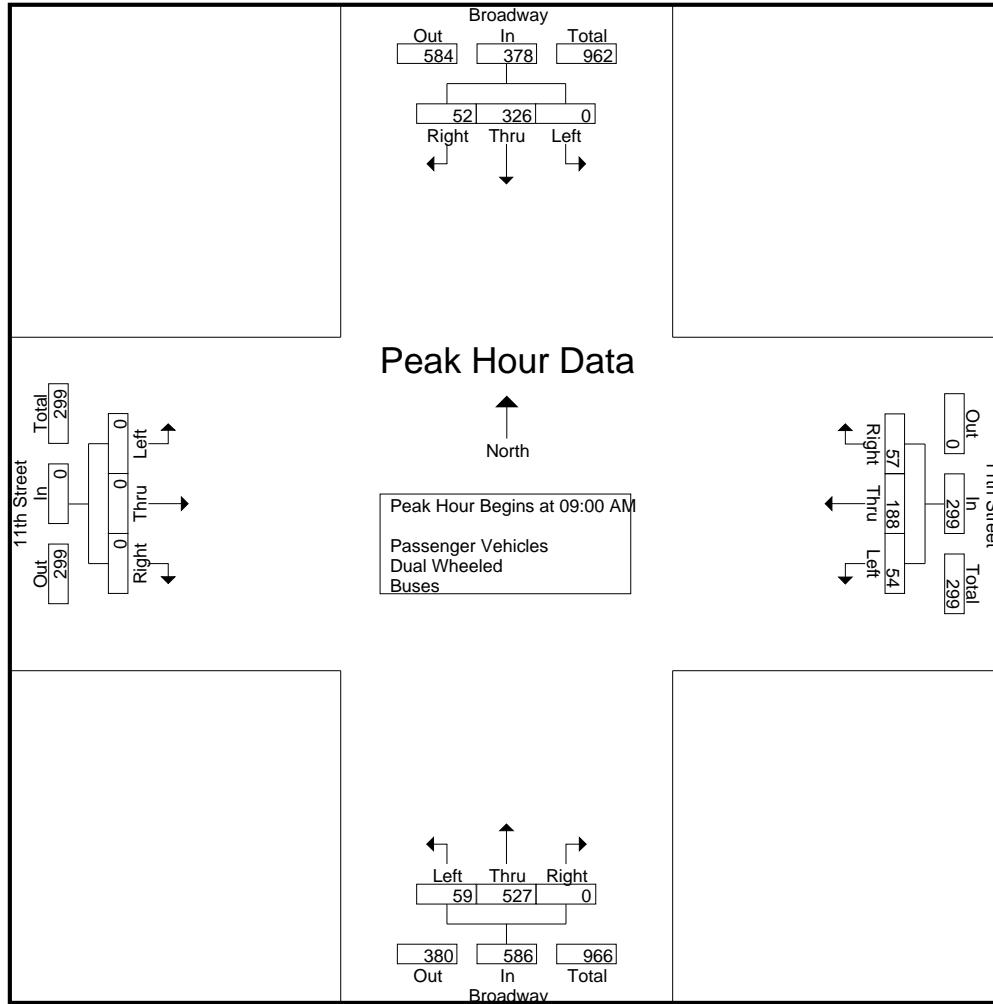 Broadway
Out In Total
584 378 962
52 326 0
Right Thru Left
Peak Hour Data
North
Peak Hour Begins at 09:00 AM
Passenger Vehicles
Dual Wheeled
Buses
11th Street
Total In Out
299 0 299
0 0 0
Left Thru Right
Right Thru Left
57 188 54
0 299 299
Out In Total
Street
Left Thru Right
59 527 0
380 586 966
Out In Total
Broadway